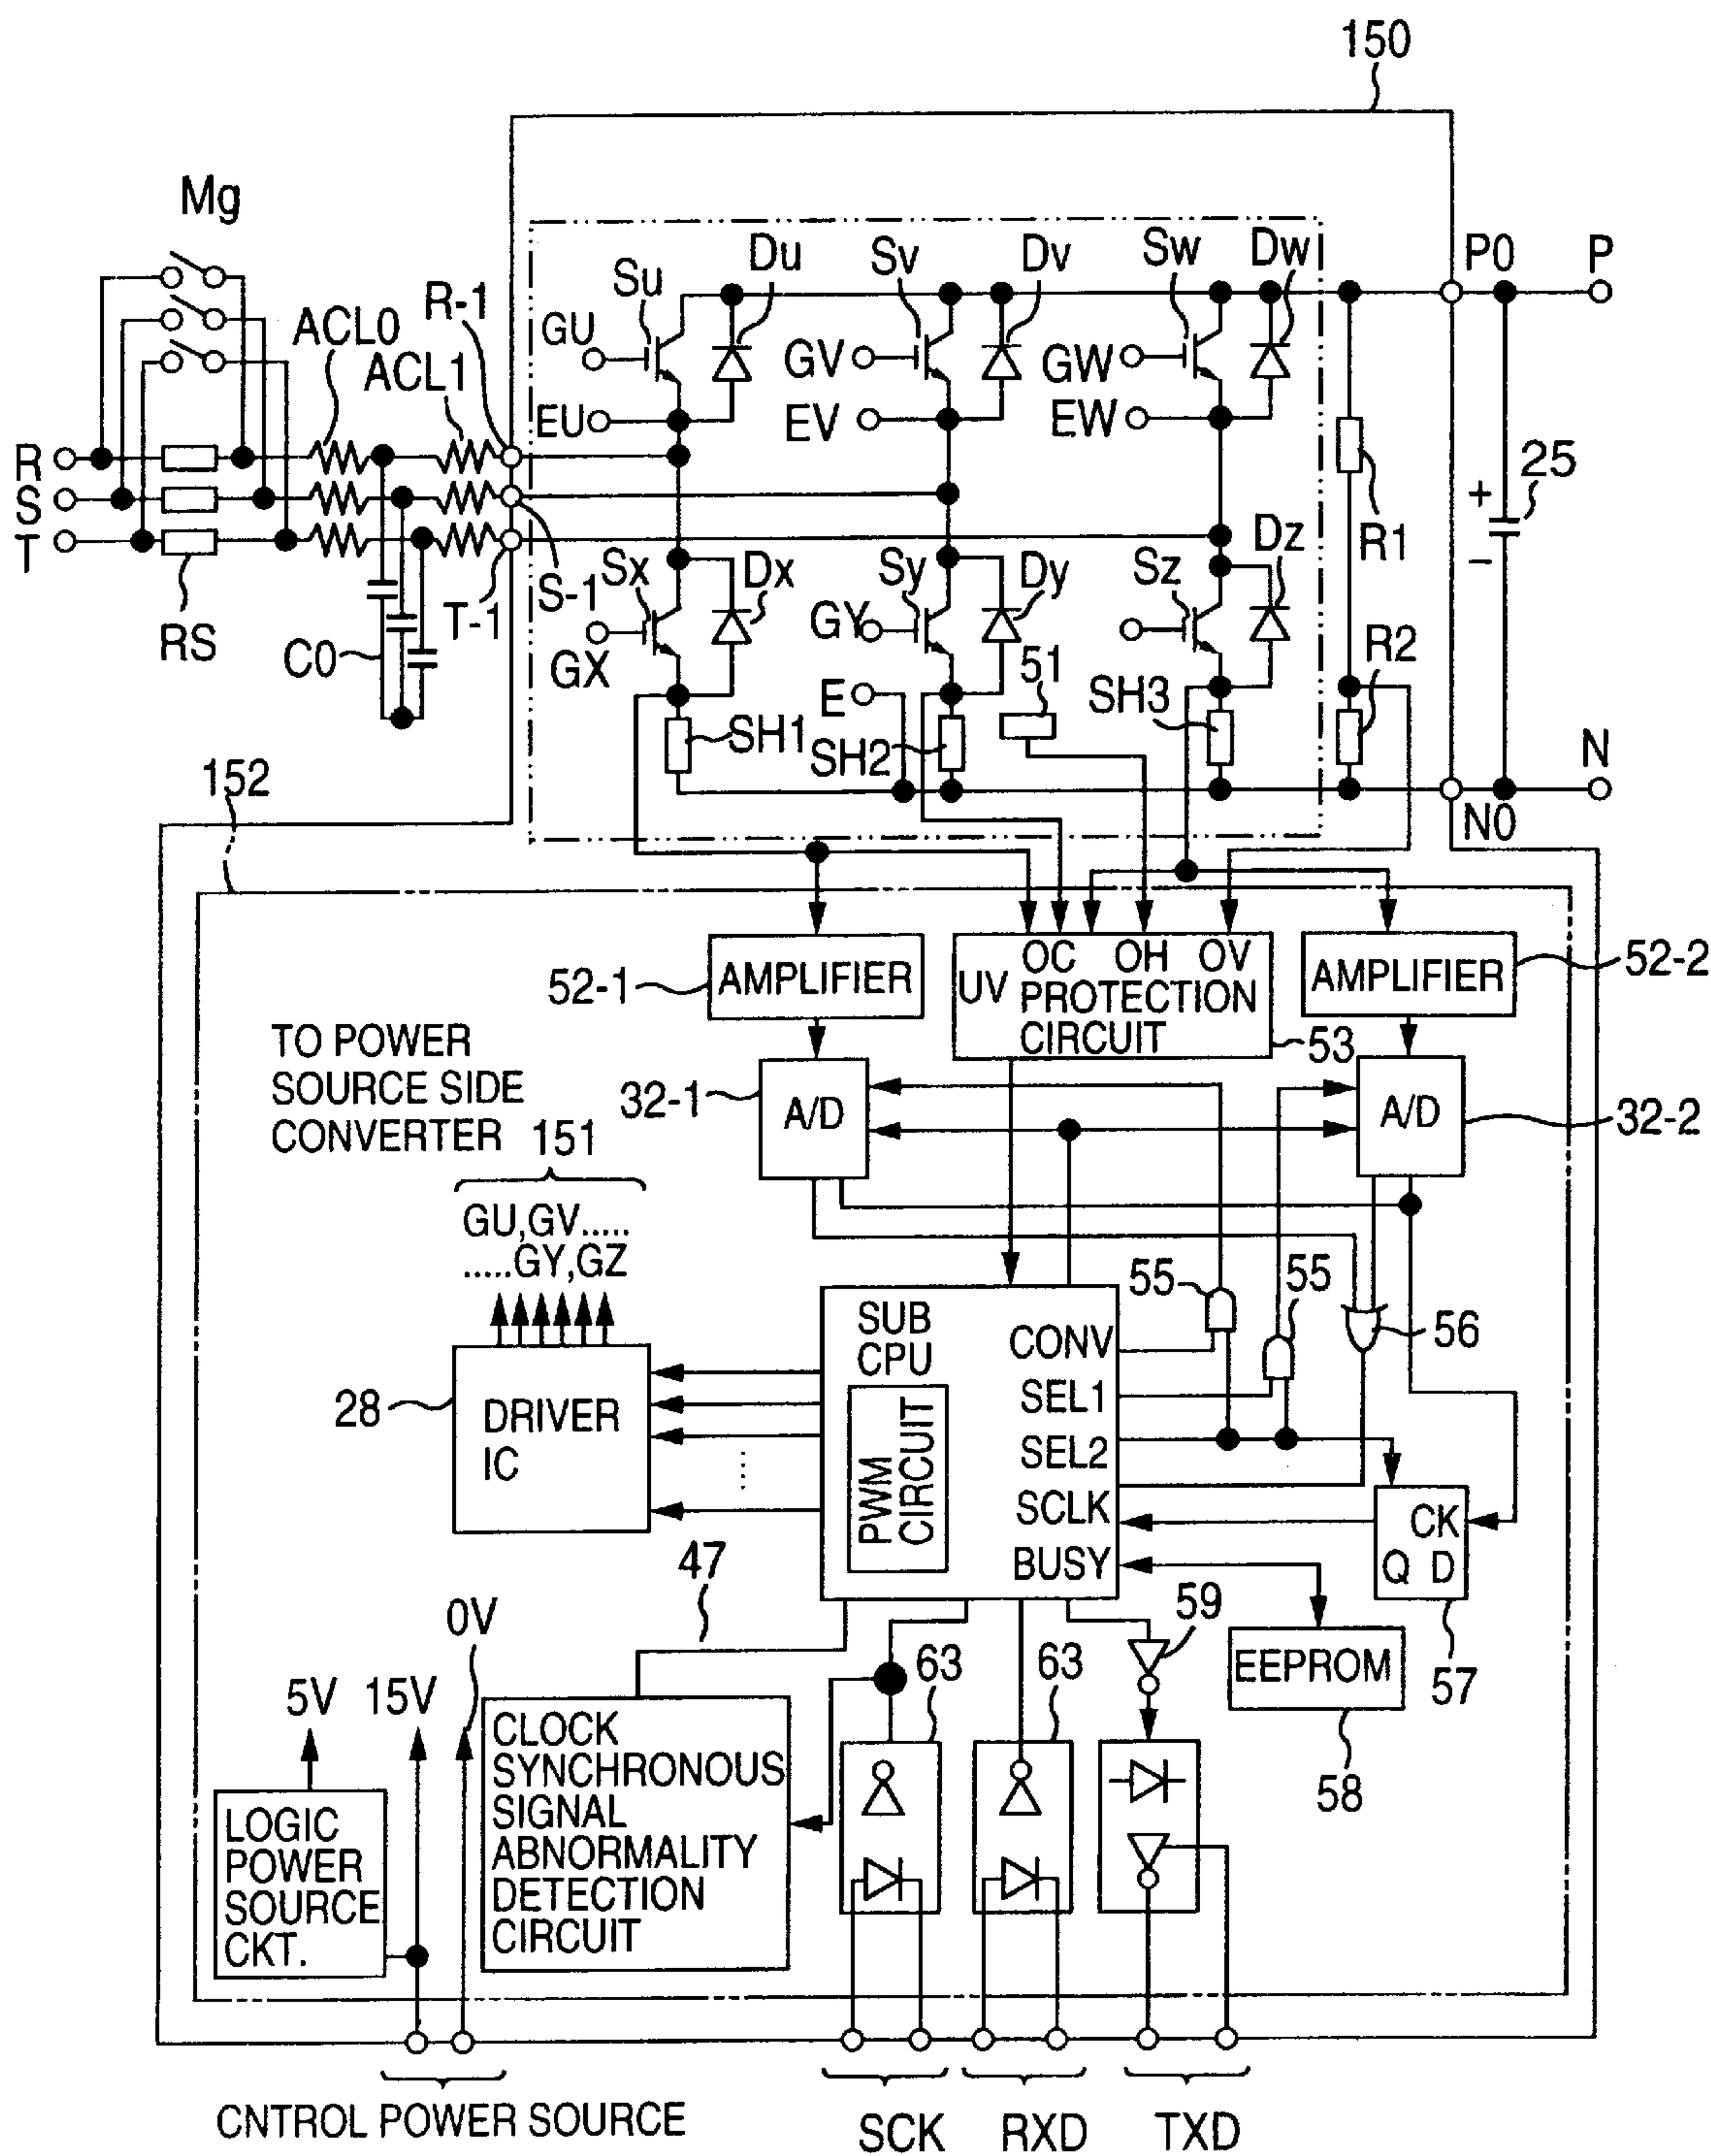 150
Mg
Su
Du
Sv
Dv
Sw
Dw
P0
P
R-1
ACL0
ACL1
GU
GV
GW
EU
EV
EW
R
S
T
25
+
−
R1
RS
C0
T-1
S-1
Sx
Dx
Sy
Dy
Sz
Dz
GX
GY
51
R2
E
SH1
SH2
SH3
N
N0
152
52-1
AMPLIFIER
UV
OC OH OV
PROTECTION
CIRCUIT
53
AMPLIFIER
52-2
TO POWER
SOURCE SIDE
CONVERTER
151
32-1
A/D
A/D
32-2
GU,GV.....
.....GY,GZ
28
DRIVER
IC
SUB
CPU
PWM
CIRCUIT
CONV
SEL1
SEL2
SCLK
BUSY
55
55
56
CK
Q D
57
47
59
EEPROM
58
0V
5V
15V
63
63
CLOCK
SYNCHRONOUS
SIGNAL
ABNORMALITY
DETECTION
CIRCUIT
LOGIC
POWER
SOURCE
CKT.
CNTROL POWER SOURCE
SCK
RXD
TXD